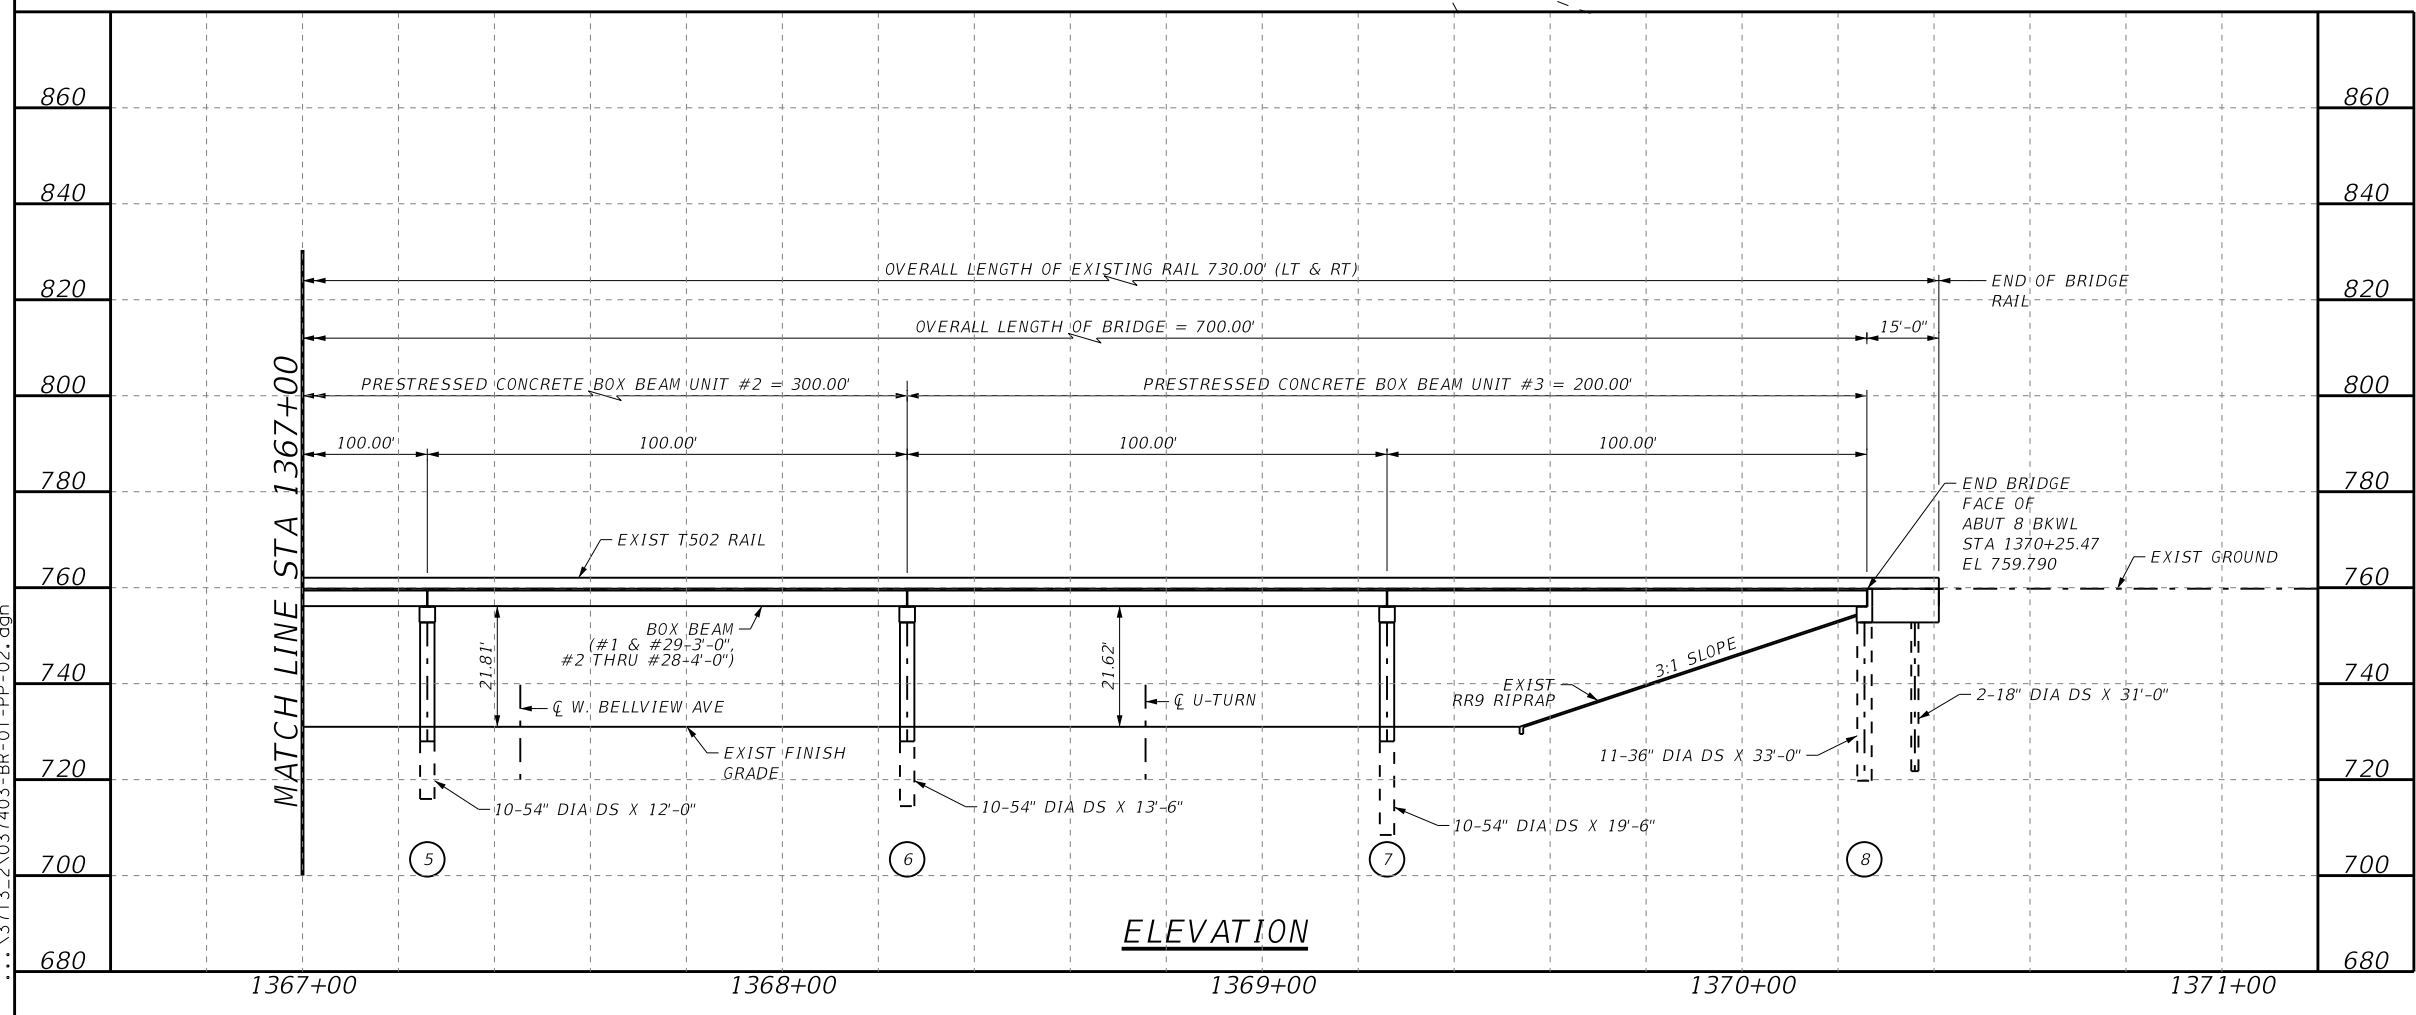 860
860
840
840
820
820
800
800
780
780
760
760
740
740
720
720
700
700
680
680
OVERALL LENGTH OF EXISTING RAIL 730.00' (LT & RT)
END OF BRIDGE
RAIL
OVERALL LENGTH OF BRIDGE = 700.00'
15'-0"
PRESTRESSED CONCRETE BOX BEAM UNIT #2 = 300.00'
PRESTRESSED CONCRETE BOX BEAM UNIT #3 = 200.00'
100.00'
100.00'
100.00'
100.00'
MATCH LINE STA 1367+00
END BRIDGE
FACE OF
ABUT 8 BKWL
STA 1370+25.47
EL 759.790
EXIST T502 RAIL
EXIST GROUND
BOX BEAM
(#1 & #29-3'-0",
#2 THRU #28-4'-0")
21.81'
21.62'
3:1 SLOPE
EXIST
RR9 RIPRAP
℄ W. BELLVIEW AVE
℄ U-TURN
2-18" DIA DS X 31'-0"
EXIST FINISH
GRADE
11-36" DIA DS X 33'-0"
10-54" DIA DS X 12'-0"
10-54" DIA DS X 13'-6"
10-54" DIA DS X 19'-6"
5
6
7
8
ELEVATION
1367+00
1368+00
1369+00
1370+00
1371+00